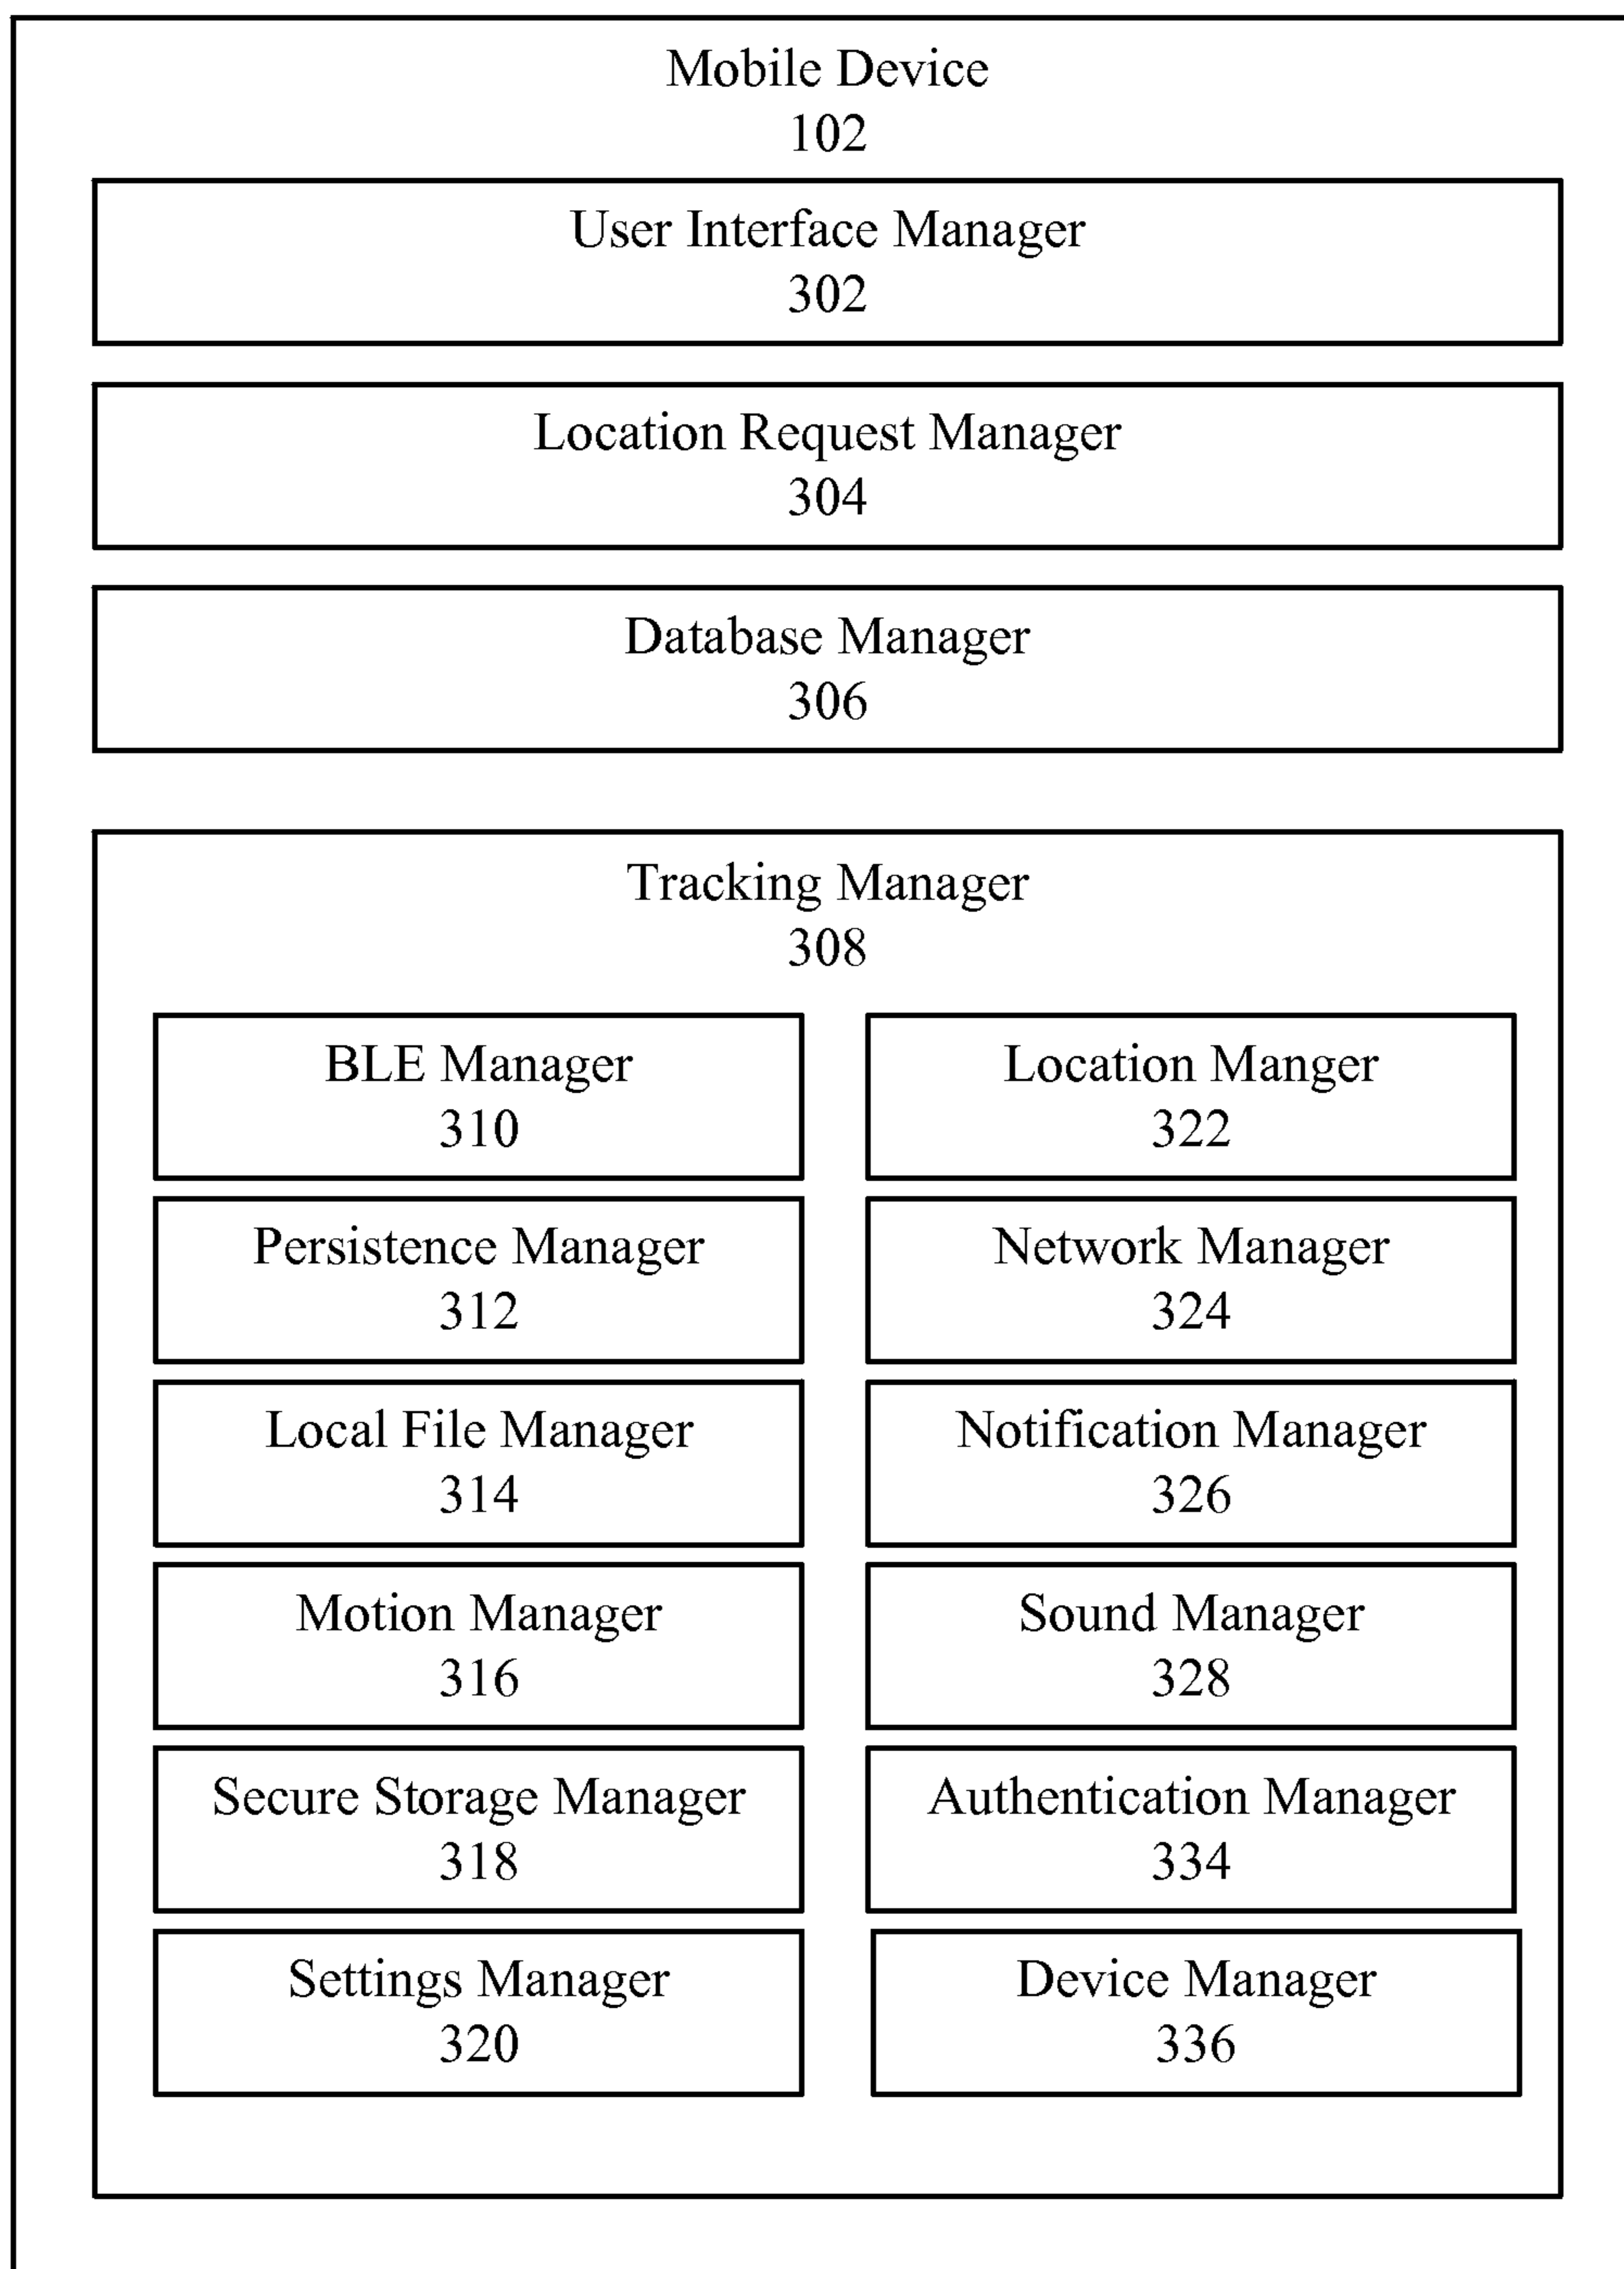 Mobile Device
102
User Interface Manager
302
Location Request Manager
304
Database Manager
306
Tracking Manager
308
BLE Manager
310
Location Manger
322
Persistence Manager
312
Network Manager
324
Local File Manager
314
Notification Manager
326
Motion Manager
316
Sound Manager
328
Secure Storage Manager
318
Authentication Manager
334
Settings Manager
320
Device Manager
336